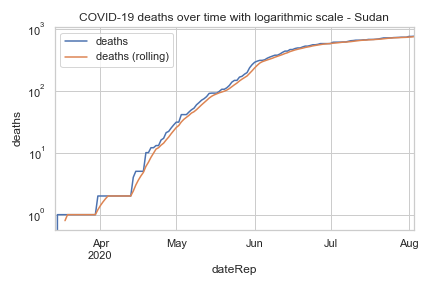 COVID-19 deaths over time with logarithmic scale - Sudan
deaths
deaths (rolling)
10³
10²
10¹
10⁰
deaths
Apr
2020
May
Jun
Jul
Aug
dateRep